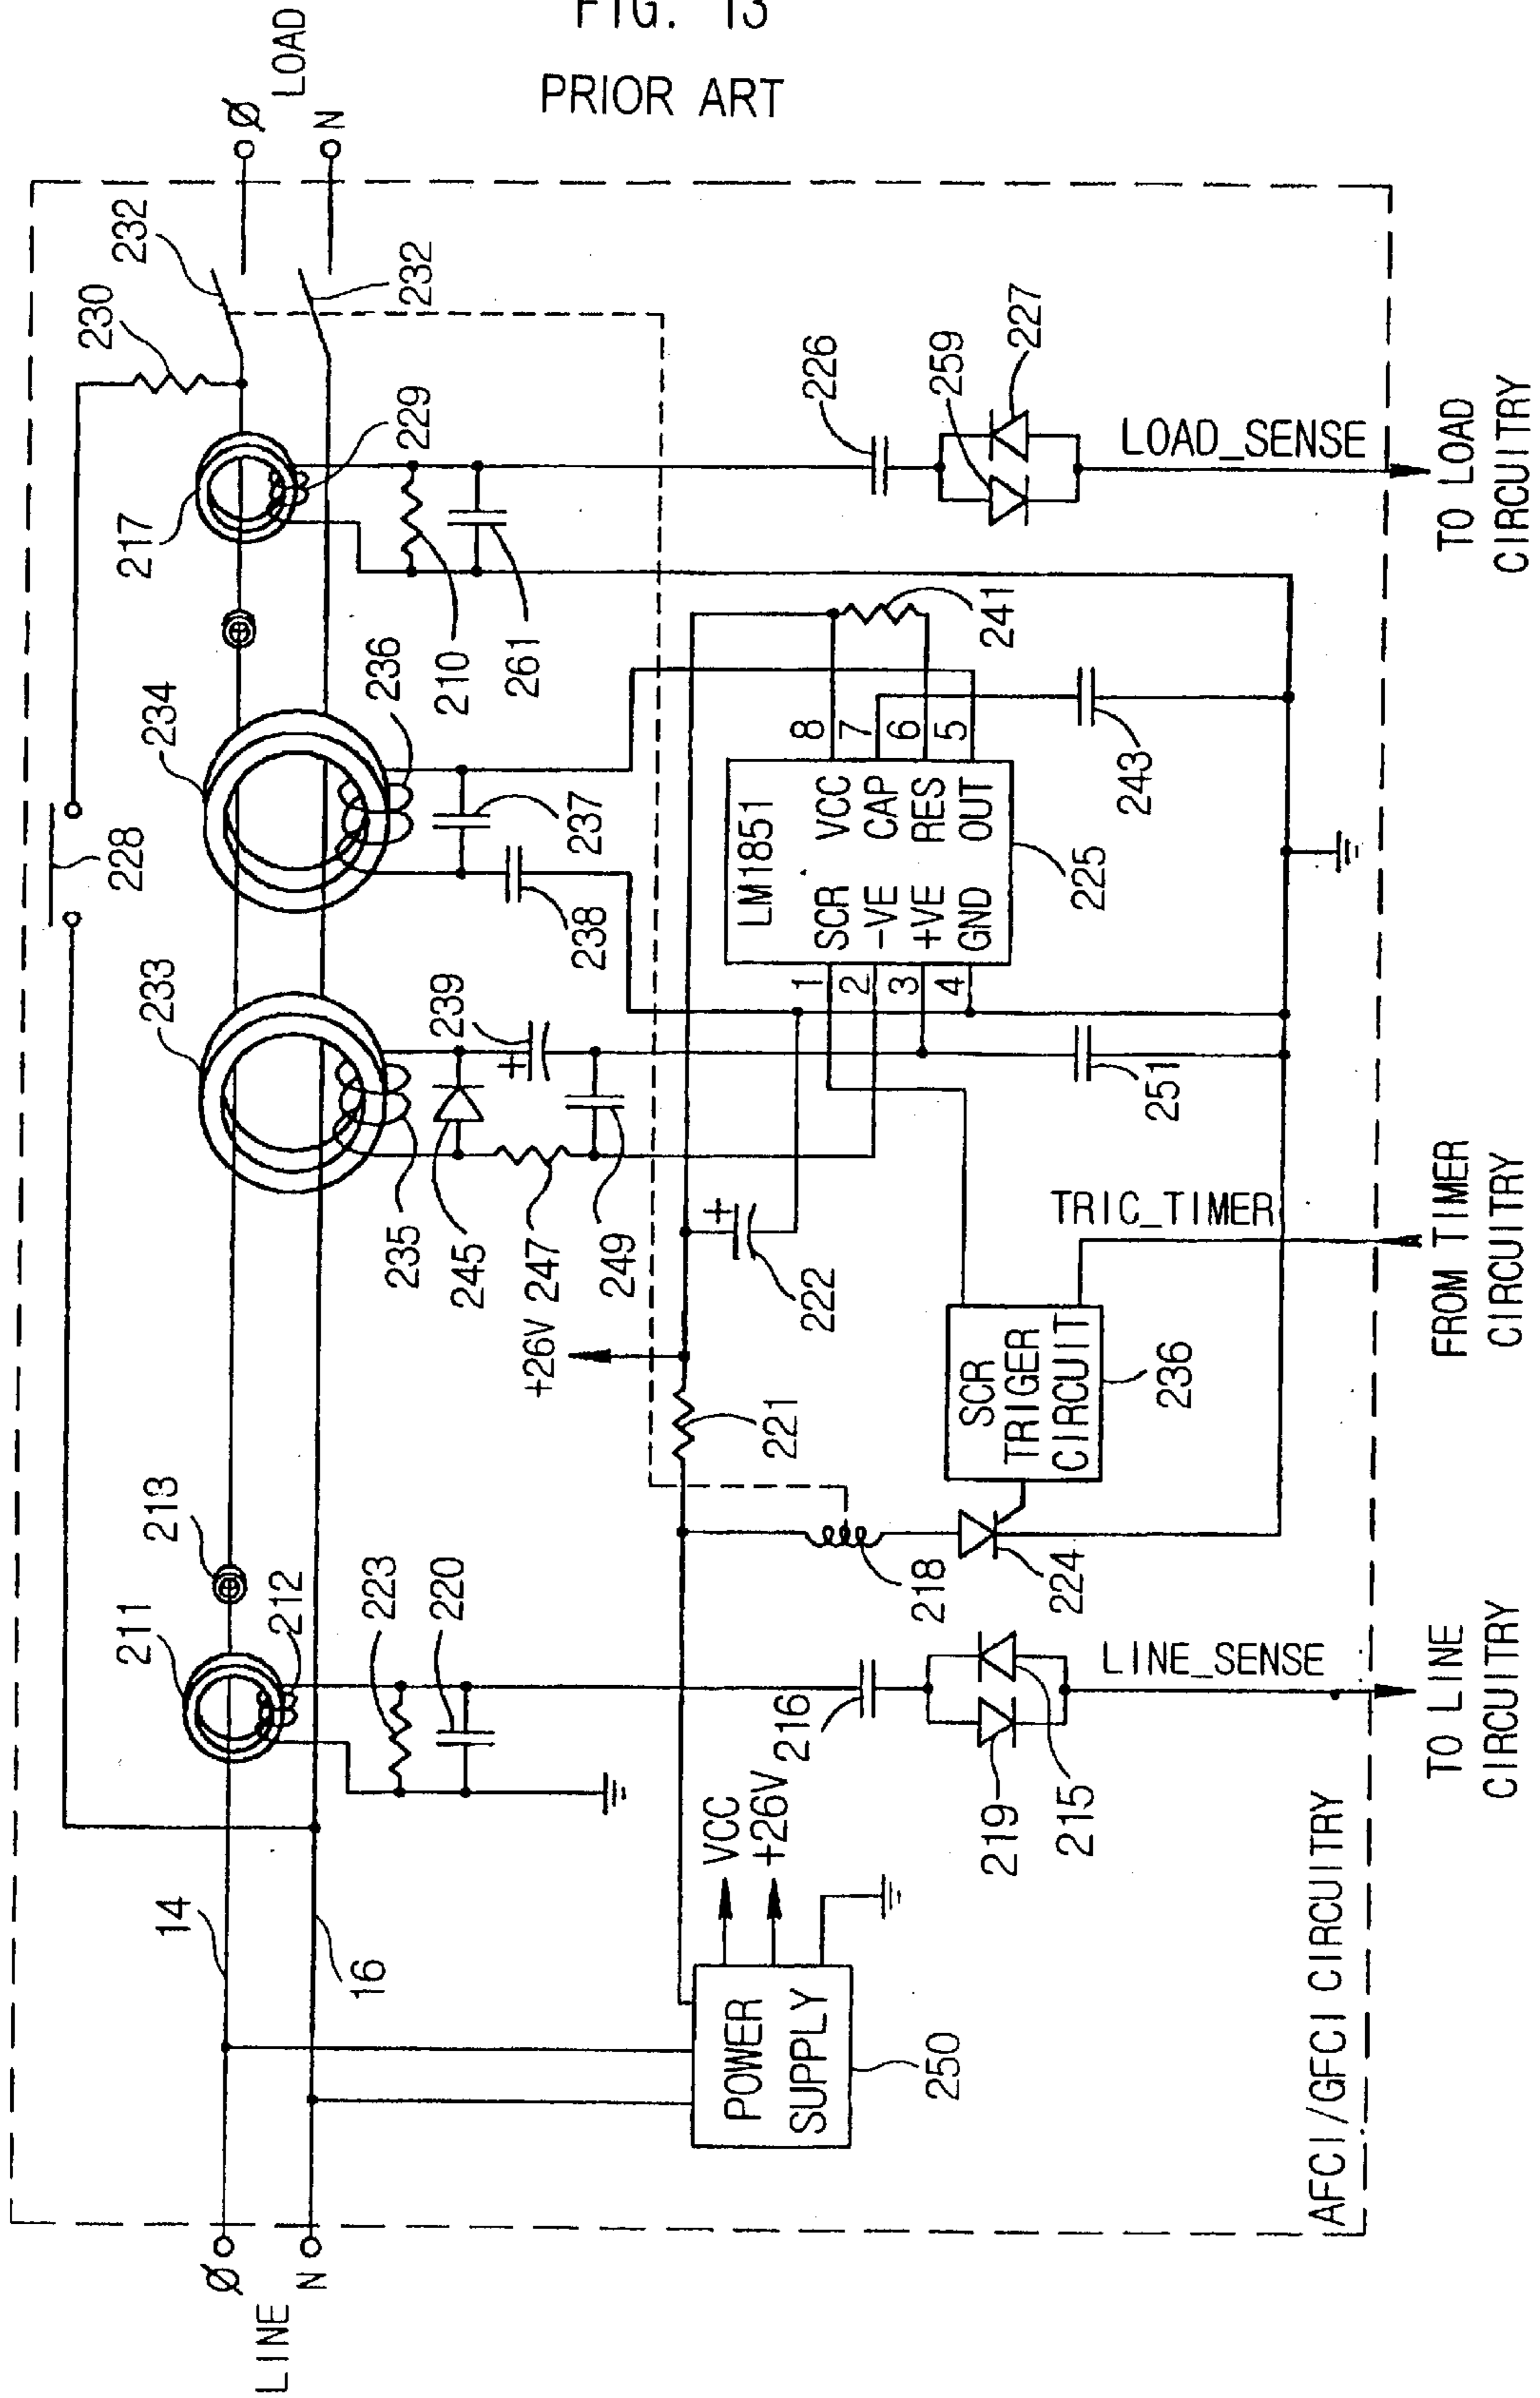 FIG. 13
PRIOR ART
LINE
Ø
N
14
16
211
212
213
228
233
234
217
230
232
232
Ø
N
LOAD
223
220
235
245
247
249
239
238
237
236
210
261
229
POWER
SUPPLY
250
VCC
+26V
216
219
215
LINE_SENSE
221
+26V
222
218
224
SCR
TRIGER
CIRCUIT
236
TRIC_TIMER
251
LM1851
SCR VCC
-VE CAP
+VE RES
GND OUT
1
2
3
4
8
7
6
5
225
241
243
226
259
227
LOAD_SENSE
AFCI/GFCI CIRCUITRY
TO LINE
CIRCUITRY
FROM TIMER
CIRCUITRY
TO LOAD
CIRCUITRY